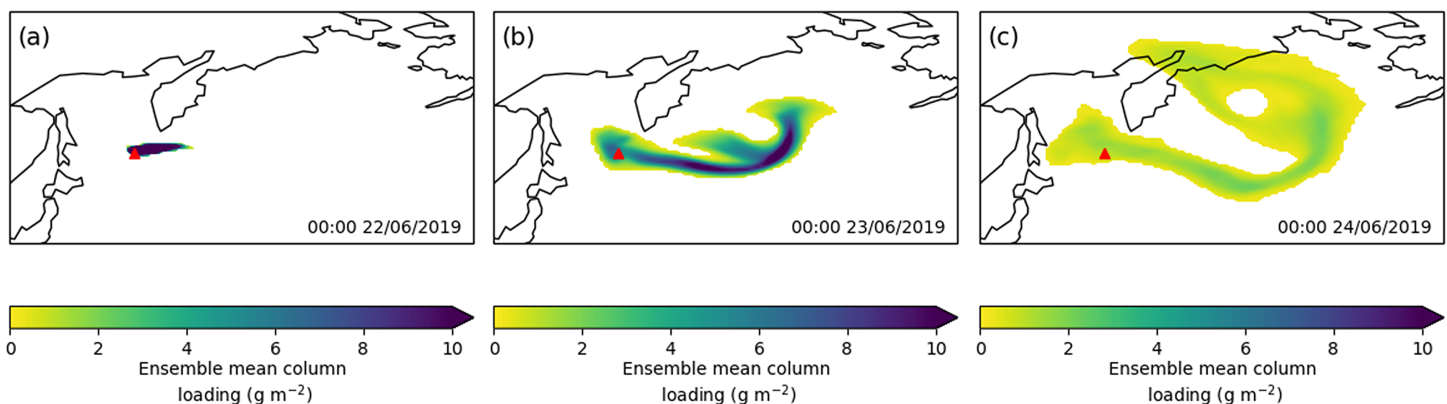 (a)
00:00 22/06/2019
0 2 4 6 8 10
Ensemble mean column
loading (g m⁻²)
(b)
00:00 23/06/2019
0 2 4 6 8 10
Ensemble mean column
loading (g m⁻²)
(c)
00:00 24/06/2019
0 2 4 6 8 10
Ensemble mean column
loading (g m⁻²)